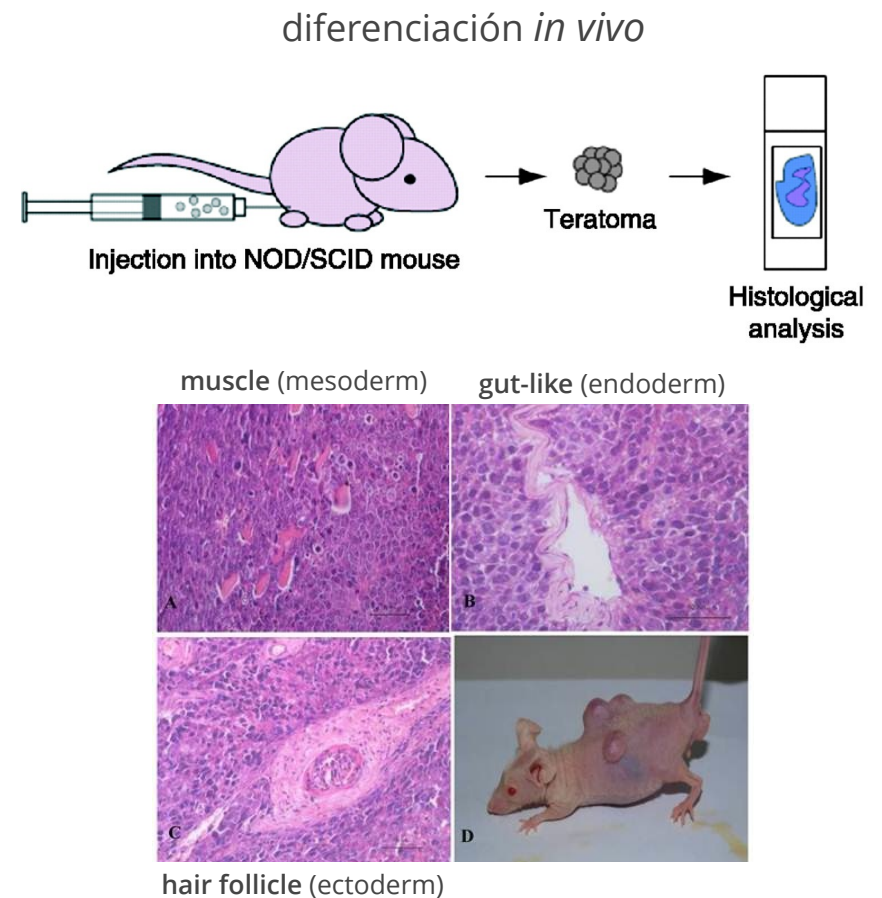 diferenciación in vivo
Injection into NOD/SCID mouse
Teratoma
Histological
analysis
muscle (mesoderm)
gut-like (endoderm)
A
B
C
D
hair follicle (ectoderm)